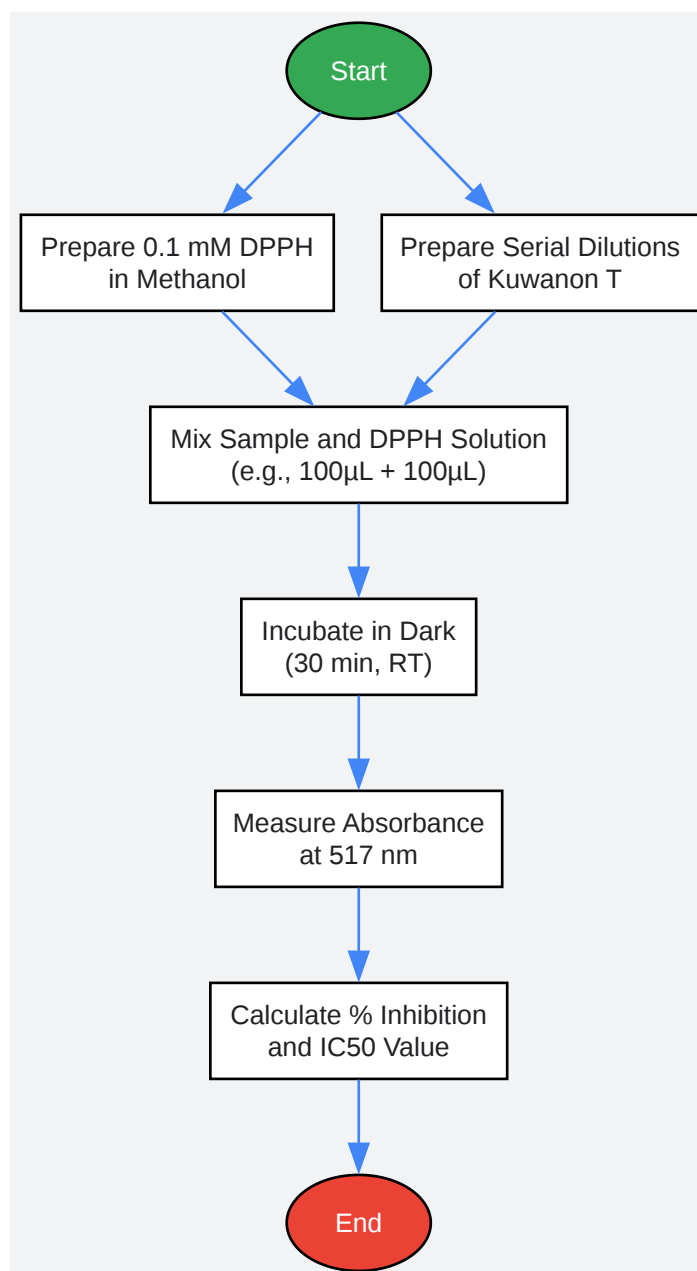 Start
Prepare 0.1 mM DPPH
in Methanol
Prepare Serial Dilutions
of Kuwanon T
Mix Sample and DPPH Solution
(e.g., 100µL + 100µL)
Incubate in Dark
(30 min, RT)
Measure Absorbance
at 517 nm
Calculate % Inhibition
and IC50 Value
End